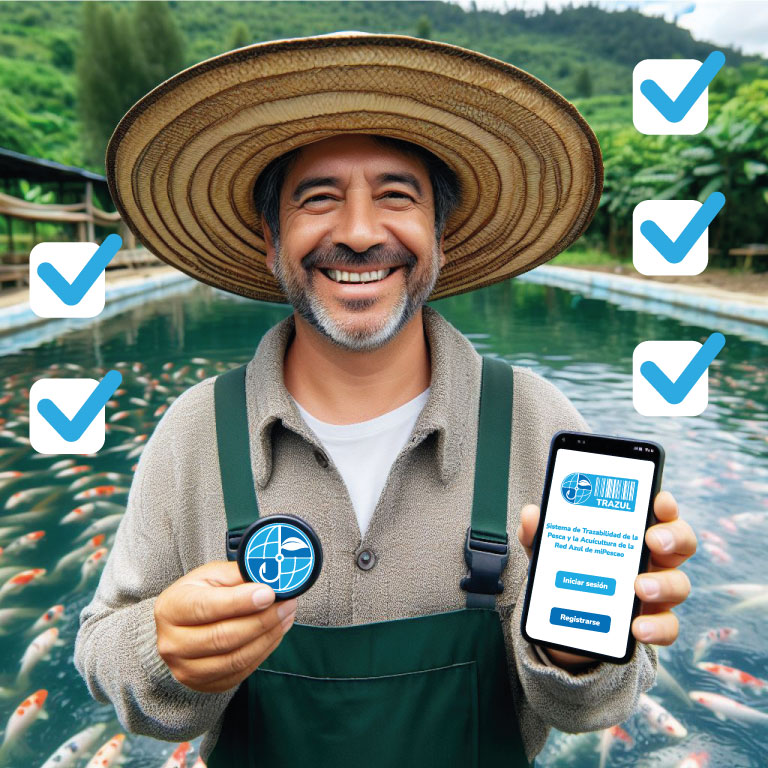 TRAZUL
Sistema de Trazabilidad de la
Pesca y la Acuicultura de la
Red Azul de miPescao
Iniciar sesión
Registrarse